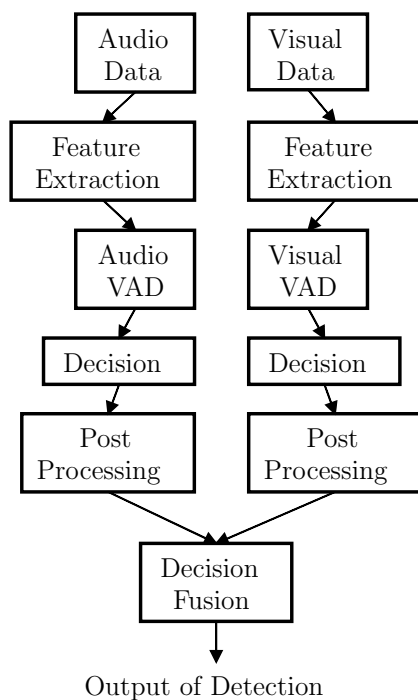 Audio
Data
Visual
Data
Feature
Extraction
Feature
Extraction
Audio
VAD
Visual
VAD
Decision
Decision
Post
Processing
Post
Processing
Decision
Fusion
Output of Detection